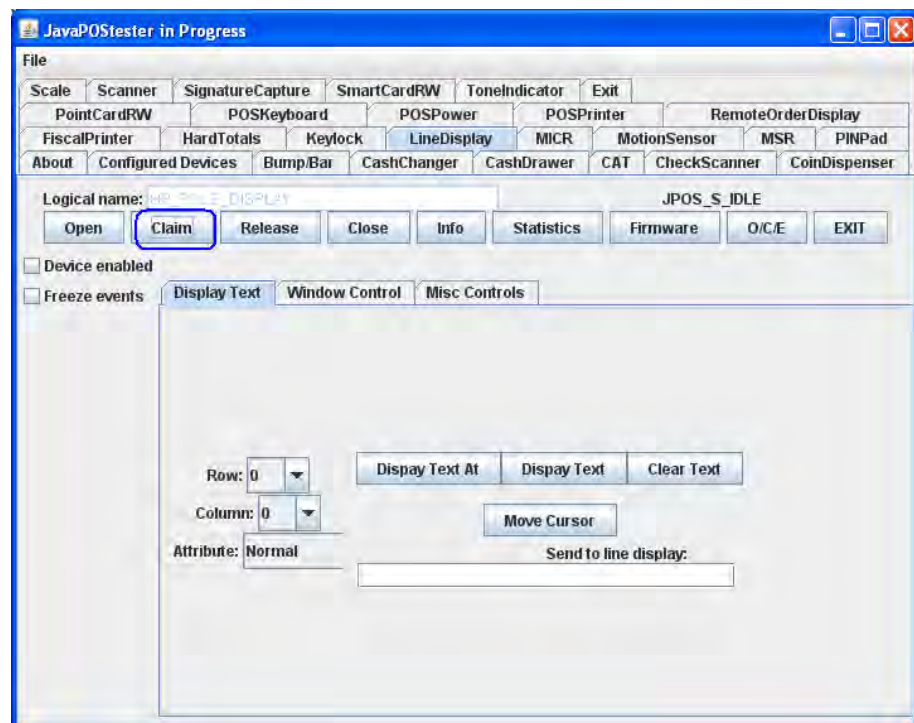 JavaPOStester in Progress
File
Scale Scanner SignatureCapture SmartCardRW ToneIndicator Exit
PointCardRW POSKeyboard POSPower POSPrinter RemoteOrderDisplay
FiscalPrinter HardTotals Keylock LineDisplay MICR MotionSensor MSR PINPad
About Configured Devices Bump/Bar CashChanger CashDrawer CAT CheckScanner CoinDispenser
Logical name: HP_POLE_DISPLAY JPOS_S_IDLE
Open Claim Release Close Info Statistics Firmware O/C/E EXIT
Device enabled
Freeze events Display Text Window Control Misc Controls
Row: 0 Dispay Text At Dispay Text Clear Text
Column: 0 Move Cursor
Attribute: Normal Send to line display: